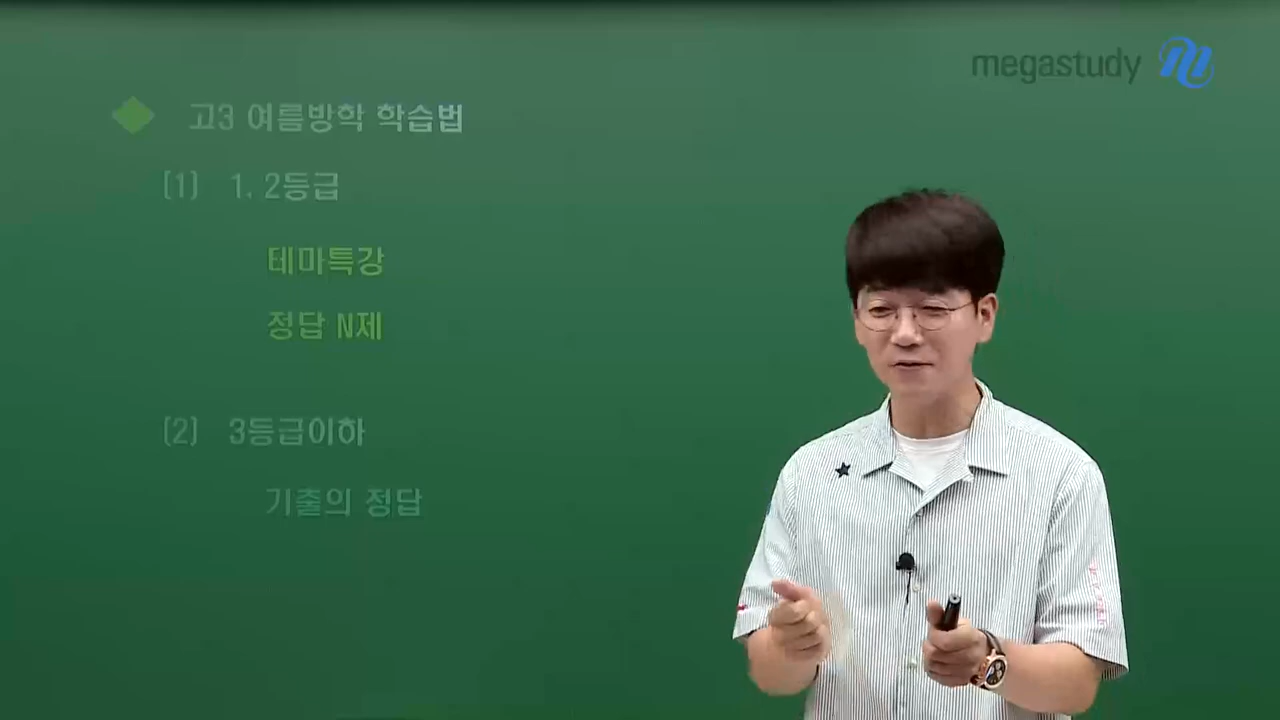 megastudy
고3 여름방학 학습법
(1) 1, 2등급
테마특강
정답 N제
(2) 3등급이하
기출의 정답